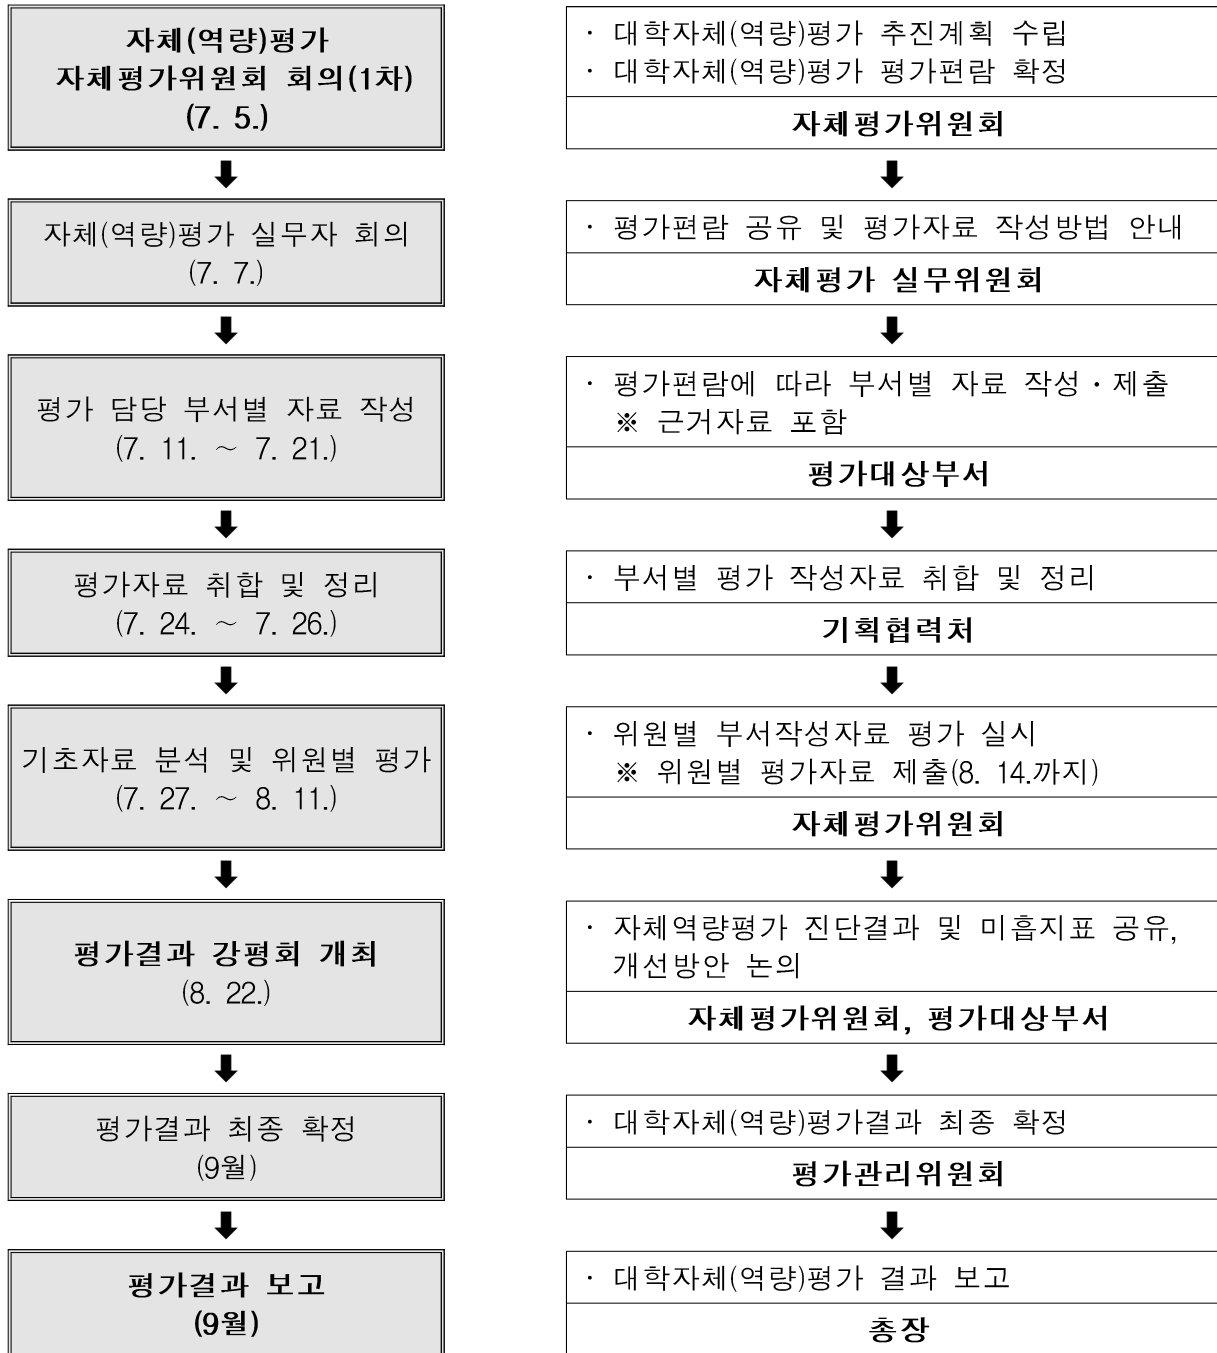 자체(역량)평가
자체평가위원회 회의(1차)
(7. 5.)
· 대학자체(역량)평가 추진계획 수립
· 대학자체(역량)평가 평가편람 확정
자체평가위원회
자체(역량)평가 실무자 회의
(7. 7.)
· 평가편람 공유 및 평가자료 작성방법 안내
자체평가 실무위원회
평가 담당 부서별 자료 작성
(7. 11. ~ 7. 21.)
· 평가편람에 따라 부서별 자료 작성·제출
※ 근거자료 포함
평가대상부서
평가자료 취합 및 정리
(7. 24. ~ 7. 26.)
· 부서별 평가 작성자료 취합 및 정리
기획협력처
기초자료 분석 및 위원별 평가
(7. 27. ~ 8. 11.)
· 위원별 부서작성자료 평가 실시
※ 위원별 평가자료 제출(8. 14.까지)
자체평가위원회
평가결과 강평회 개최
(8. 22.)
· 자체역량평가 진단결과 및 미흡지표 공유,
개선방안 논의
자체평가위원회, 평가대상부서
평가결과 최종 확정
(9월)
· 대학자체(역량)평가결과 최종 확정
평가관리위원회
평가결과 보고
(9월)
· 대학자체(역량)평가 결과 보고
총장